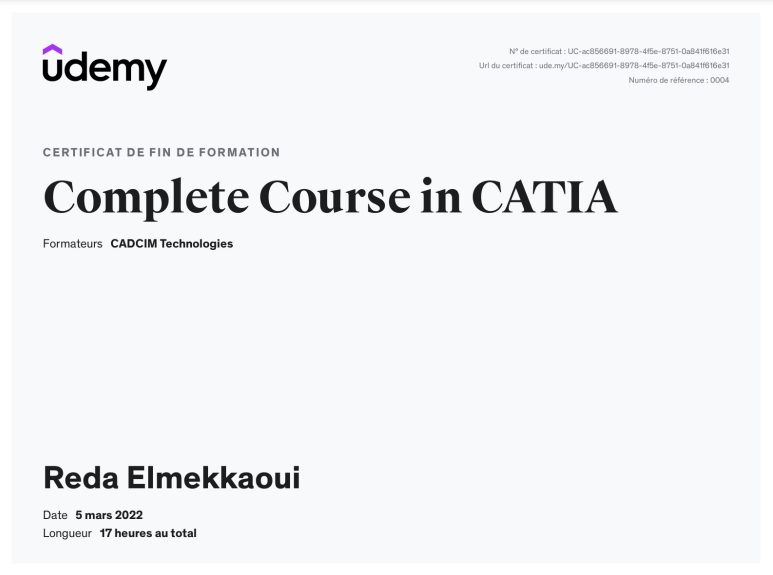 udemy
N° de certificat : UC-ac856691-8978-4f5e-8751-0a841f616e31
Url du certificat : ude.my/UC-ac856691-8978-4f5e-8751-0a841f616e31
Numéro de référence : 0004
CERTIFICAT DE FIN DE FORMATION
Complete Course in CATIA
Formateurs CADCIM Technologies
Reda Elmekkaoui
Date 5 mars 2022
Longueur 17 heures au total